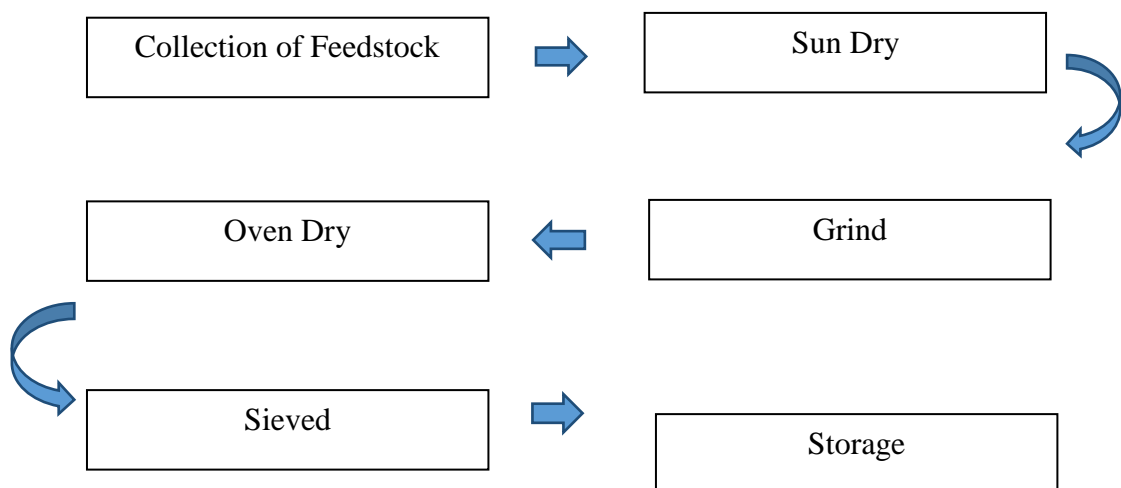 Collection of Feedstock
Sun Dry
Grind
Oven Dry
Sieved
Storage